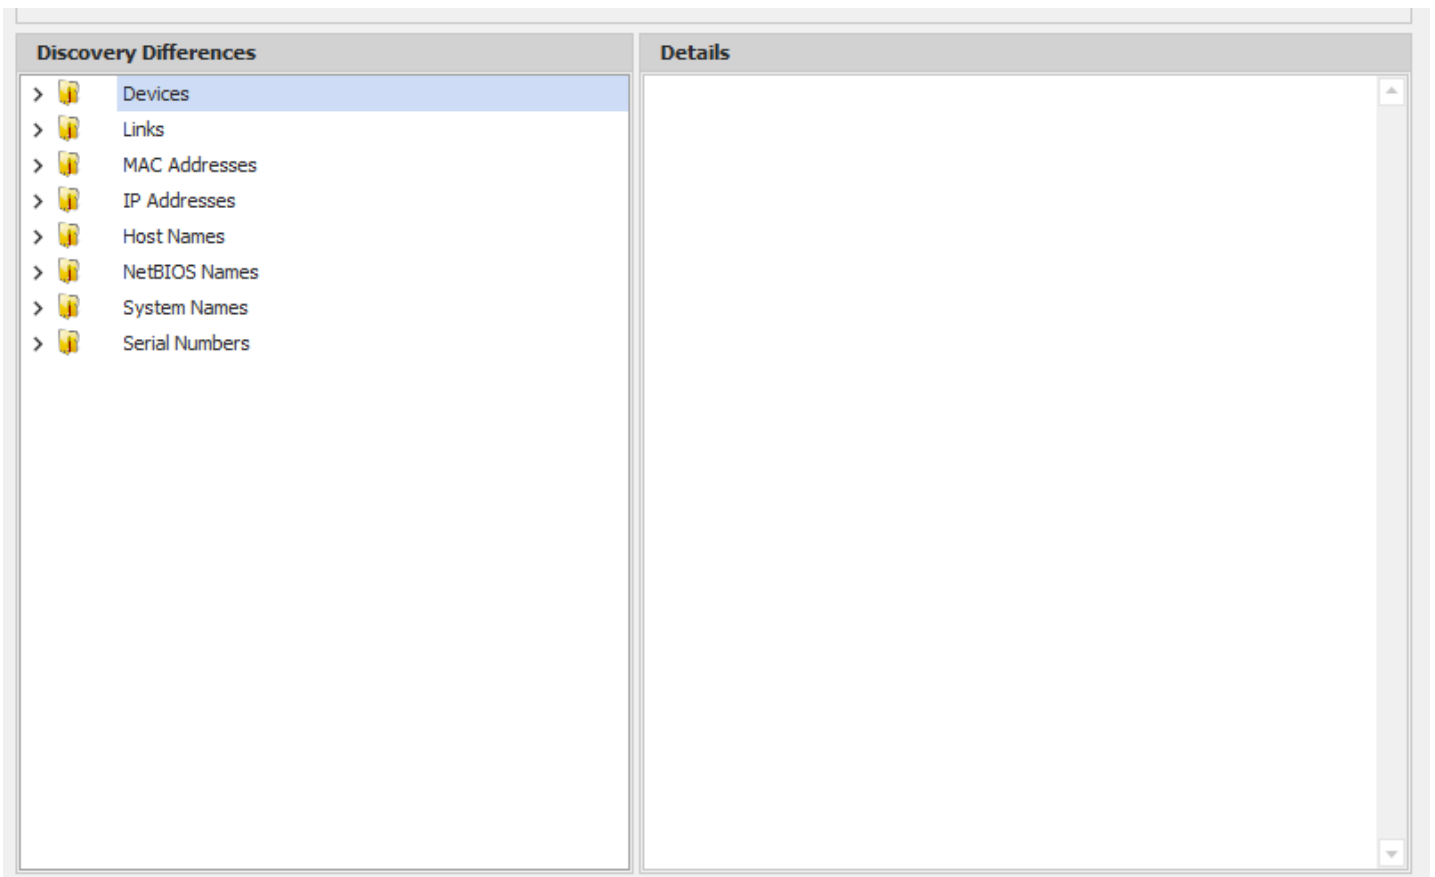 Discovery Differences
Devices
Links
MAC Addresses
IP Addresses
Host Names
NetBIOS Names
System Names
Serial Numbers
Details